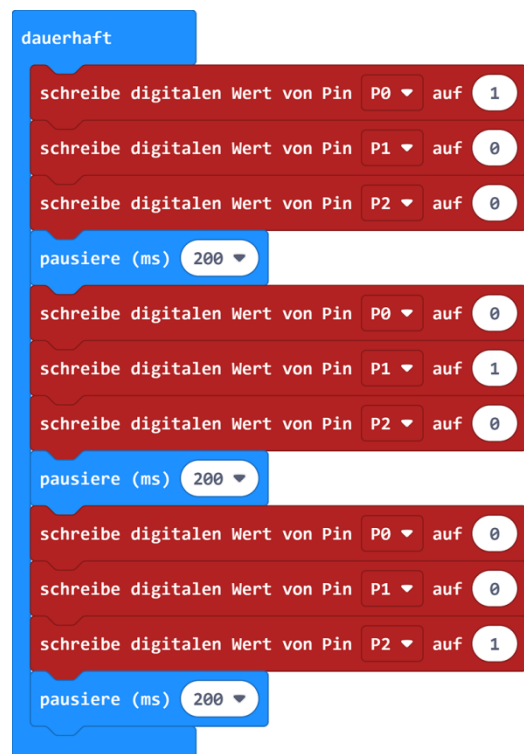 dauerhaft
schreibe digitalen Wert von Pin P0 auf 1
schreibe digitalen Wert von Pin P1 auf 0
schreibe digitalen Wert von Pin P2 auf 0
pausiere (ms) 200
schreibe digitalen Wert von Pin P0 auf 0
schreibe digitalen Wert von Pin P1 auf 1
schreibe digitalen Wert von Pin P2 auf 0
pausiere (ms) 200
schreibe digitalen Wert von Pin P0 auf 0
schreibe digitalen Wert von Pin P1 auf 0
schreibe digitalen Wert von Pin P2 auf 1
pausiere (ms) 200